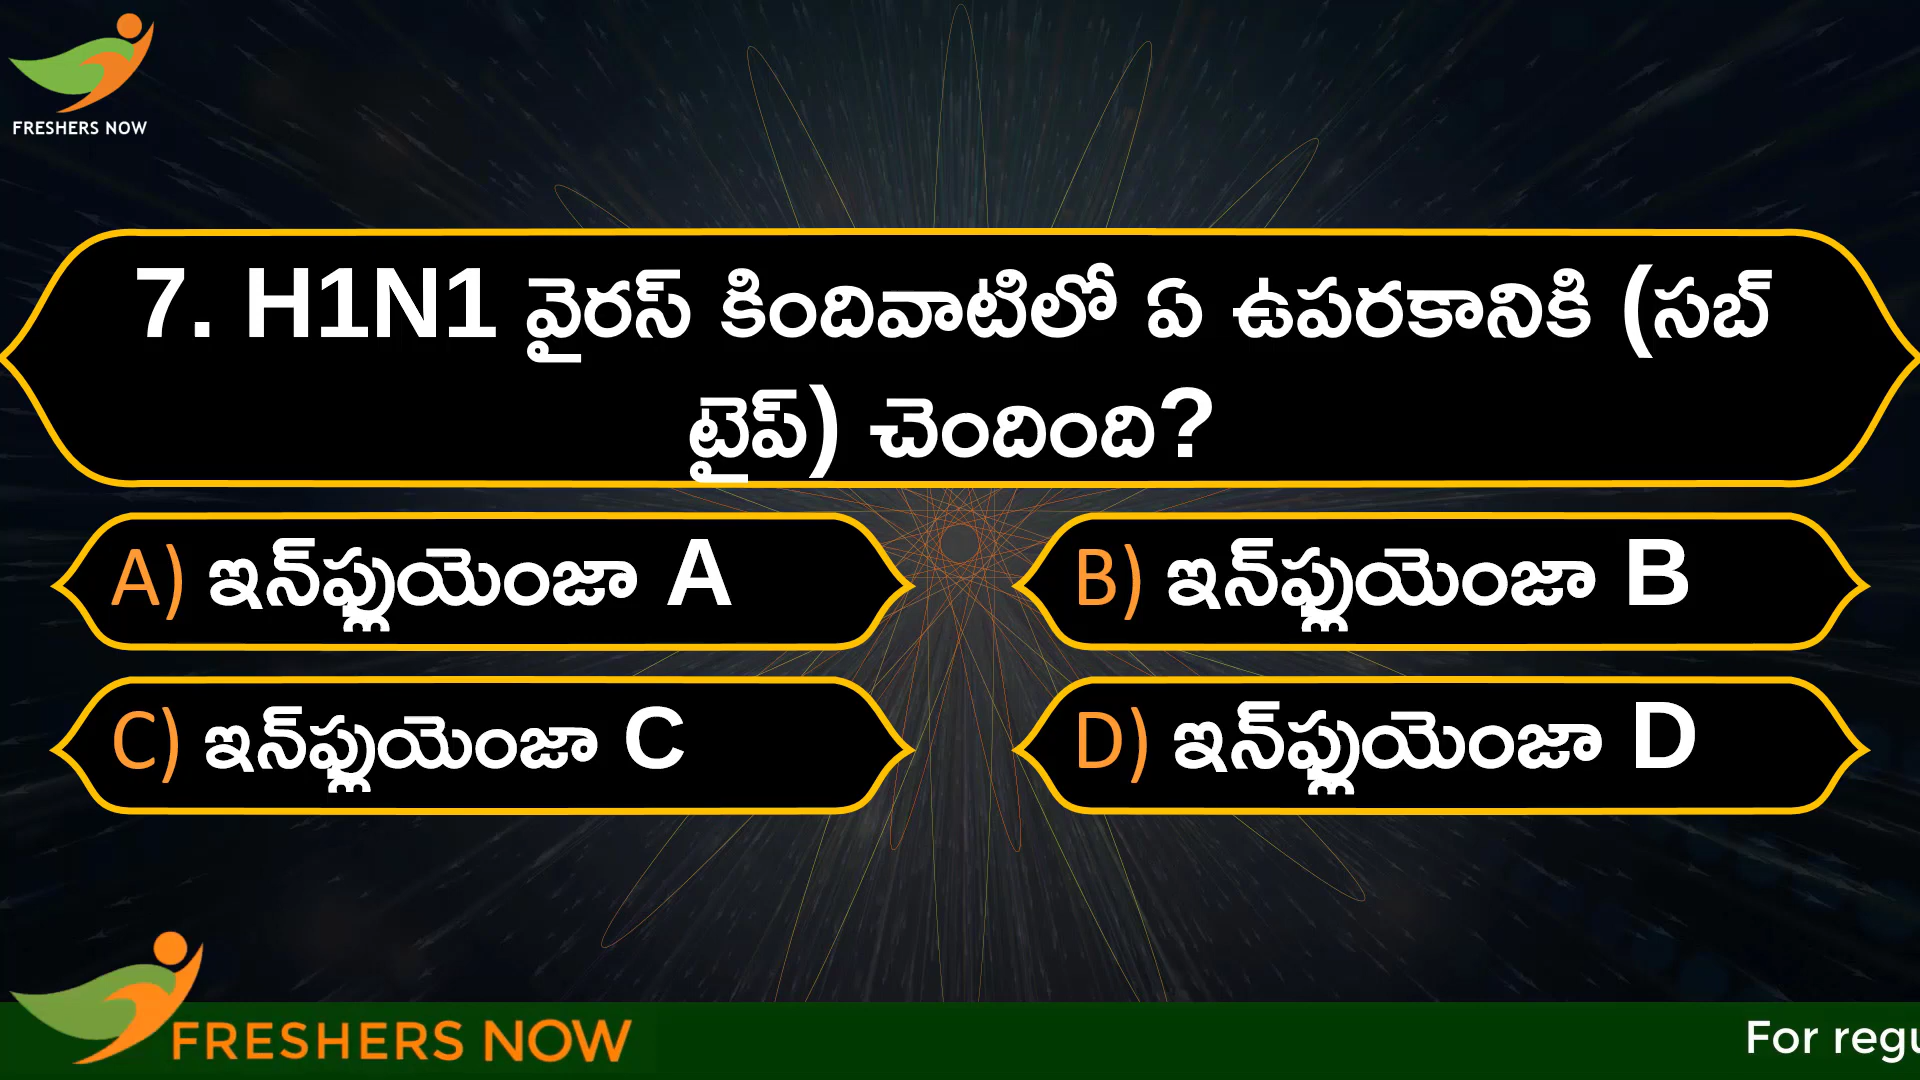 FRESHERS NOW
7. H1N1 వైరస్ కిందివాటిలో ఏ ఉపరకానికి (సబ్
టైప్) చెందింది?
A) ఇన్‌ఫ్లుయెంజా A
B) ఇన్‌ఫ్లుయెంజా B
C) ఇన్‌ఫ్లుయెంజా C
D) ఇన్‌ఫ్లుయెంజా D
FRESHERS NOW
For regu